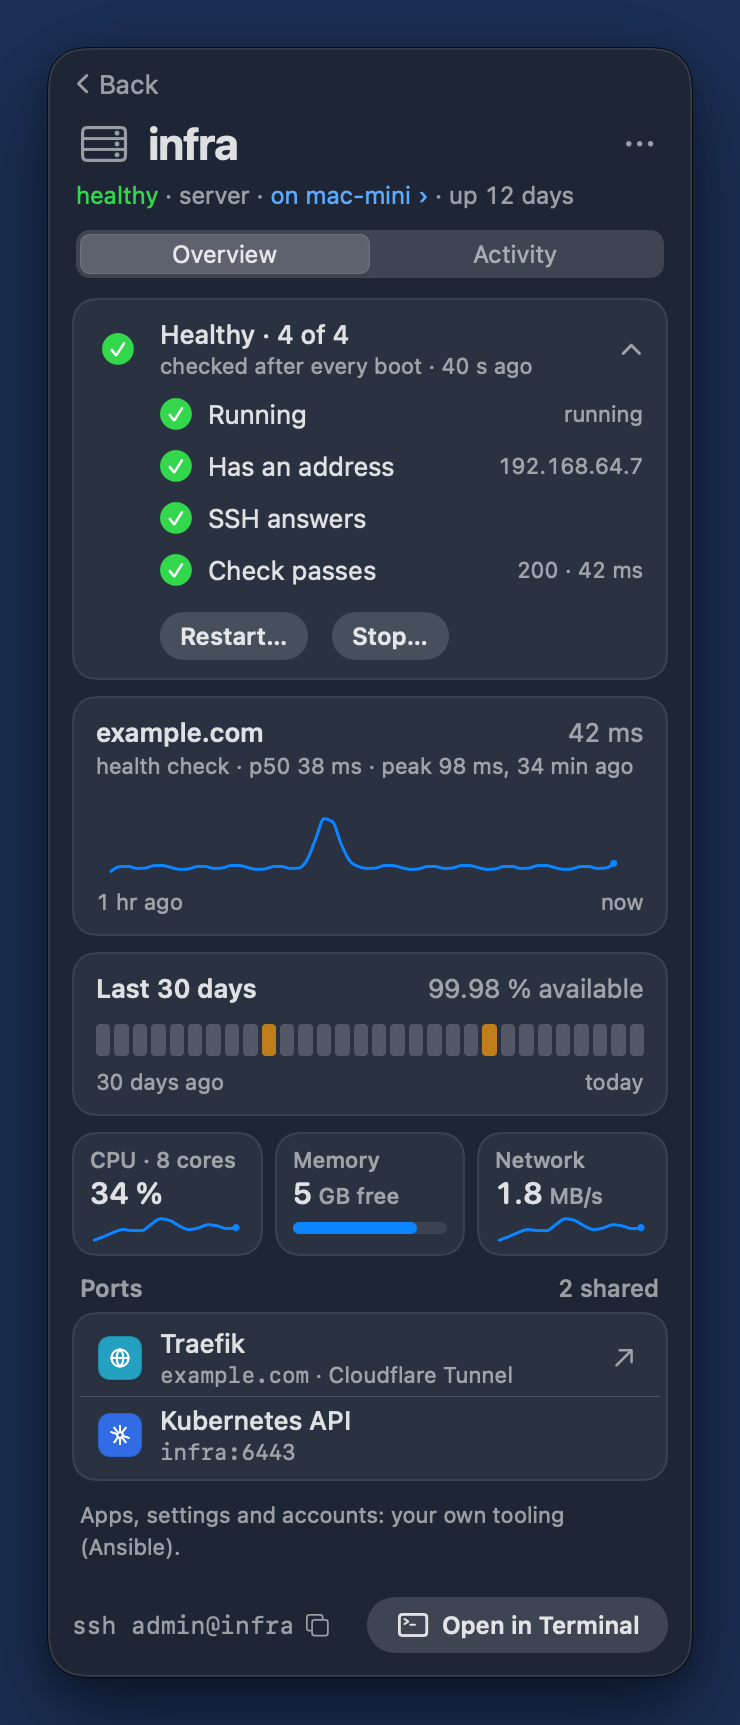 Back
infra
healthy · server · on mac-mini › · up 12 days
Overview
Activity
Healthy · 4 of 4
checked after every boot · 40 s ago
Running
running
Has an address
192.168.64.7
SSH answers
Check passes
200 · 42 ms
Restart...
Stop...
example.com
42 ms
health check · p50 38 ms · peak 98 ms, 34 min ago
1 hr ago
now
Last 30 days
99.98 % available
30 days ago
today
CPU · 8 cores
34 %
Memory
5 GB free
Network
1.8 MB/s
Ports
2 shared
Traefik
example.com · Cloudflare Tunnel
Kubernetes API
infra:6443
Apps, settings and accounts: your own tooling
(Ansible).
ssh admin@infra
Open in Terminal